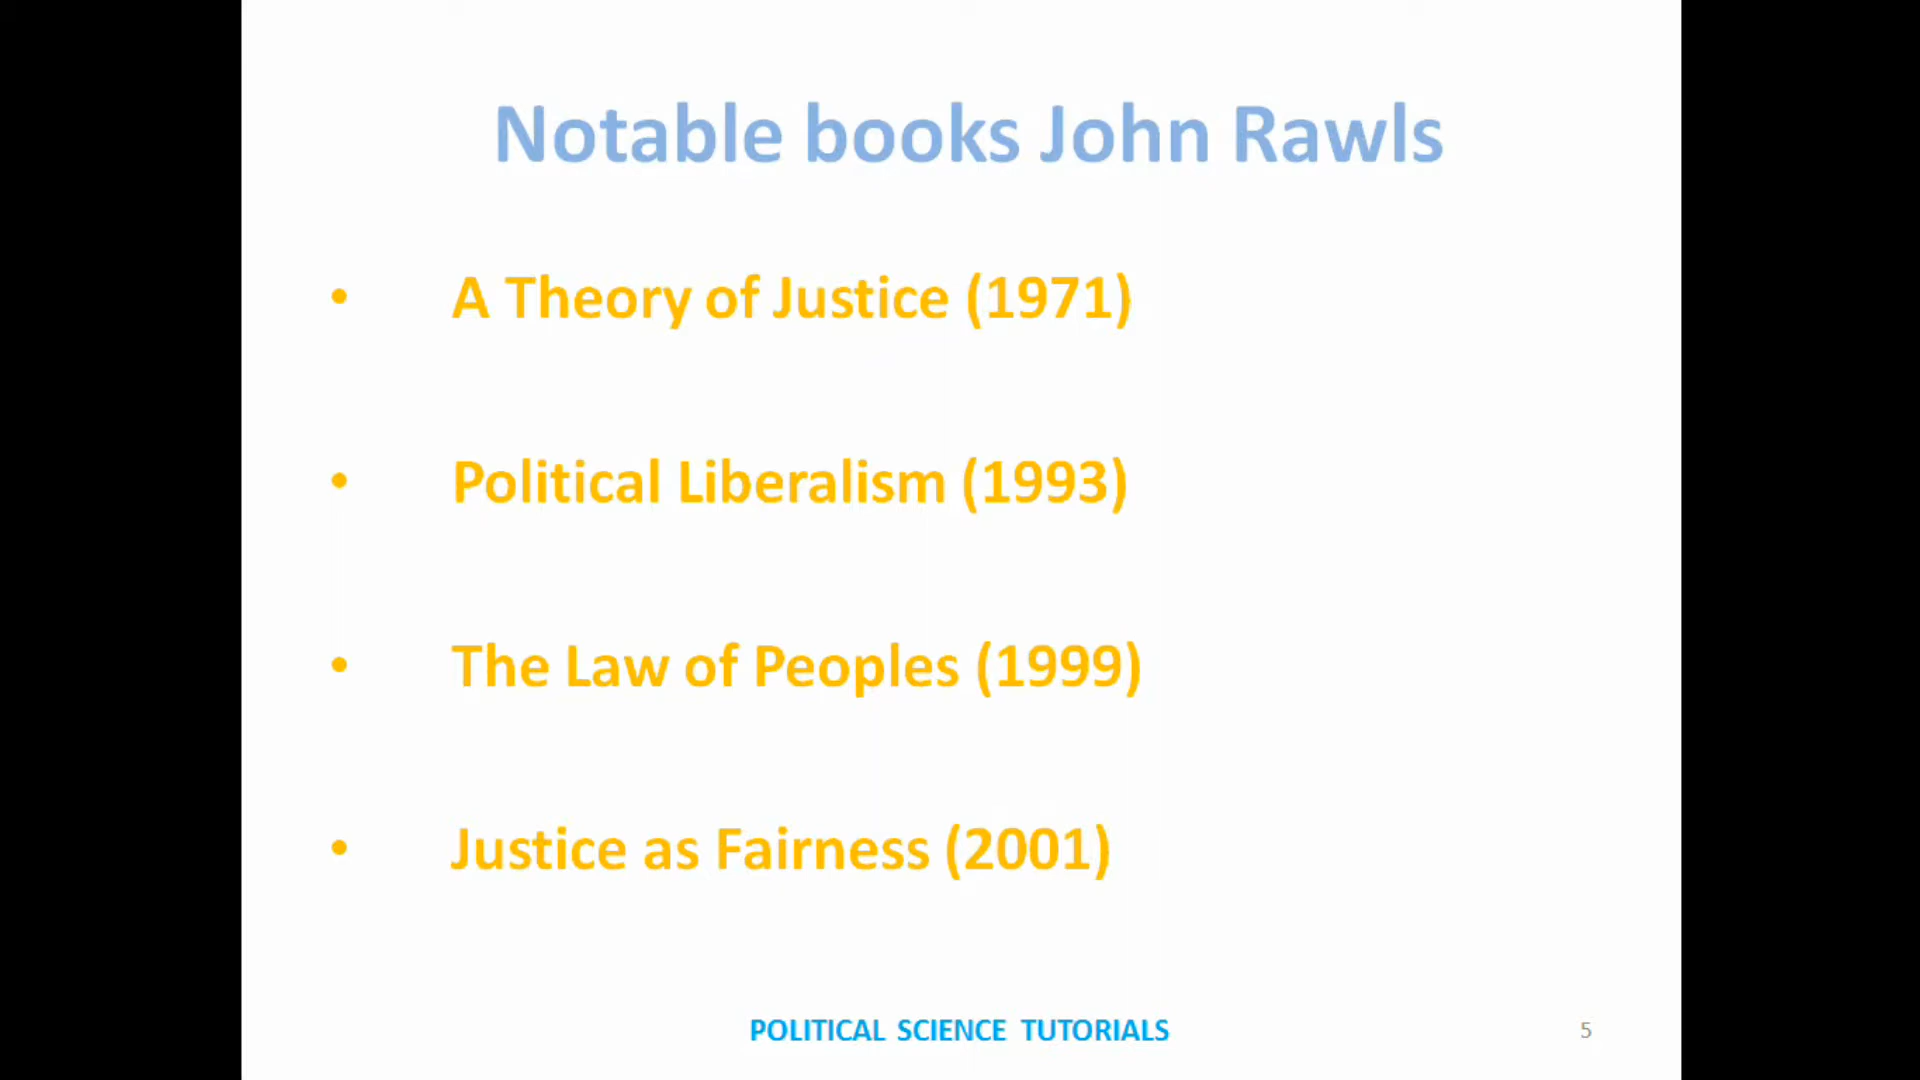 Notable books John Rawls
• A Theory of Justice (1971)
• Political Liberalism (1993)
• The Law of Peoples (1999)
• Justice as Fairness (2001)
POLITICAL SCIENCE TUTORIALS
5